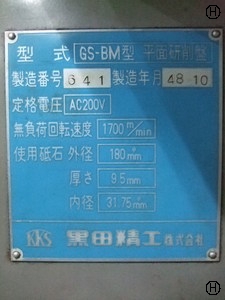 H
型式 GS-BM型 平面研削盤
製造番号 641 製造年月 48-10
定格電圧 AC200V
無負荷回転速度 1700 m/min
使用砥石 外径 180 mm
厚さ 9.5 mm
内径 31.75 mm
KKS 黒田精工株式会社
H